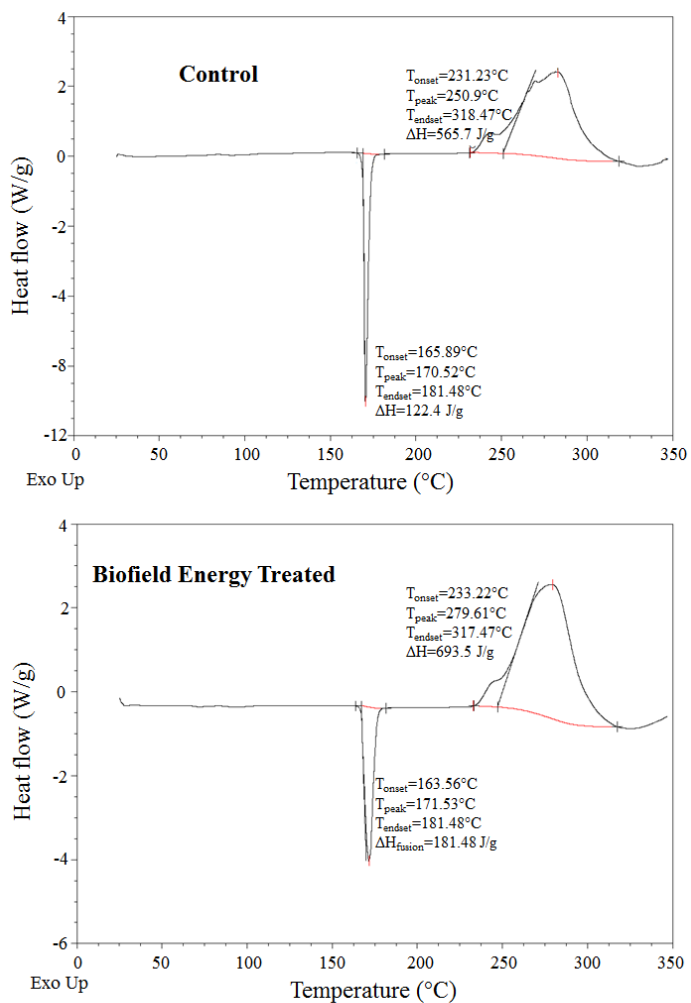 4
2
0
-2
-4
-6
-8
-12
Heat flow (W/g)
Control
Tonset=231.23°C
Tpeak=250.9°C
Tendset=318.47°C
ΔH=565.7 J/g
Tonset=165.89°C
Tpeak=170.52°C
Tendset=181.48°C
ΔH=122.4 J/g
0 50 100 150 200 250 300 350
Exo Up
Temperature (°C)
4
2
0
-2
-4
-6
Heat flow (W/g)
Biofield Energy Treated
Tonset=233.22°C
Tpeak=279.61°C
Tendset=317.47°C
ΔH=693.5 J/g
Tonset=163.56°C
Tpeak=171.53°C
Tendset=181.48°C
ΔHfusion=181.48 J/g
0 50 100 150 200 250 300 350
Exo Up
Temperature (°C)